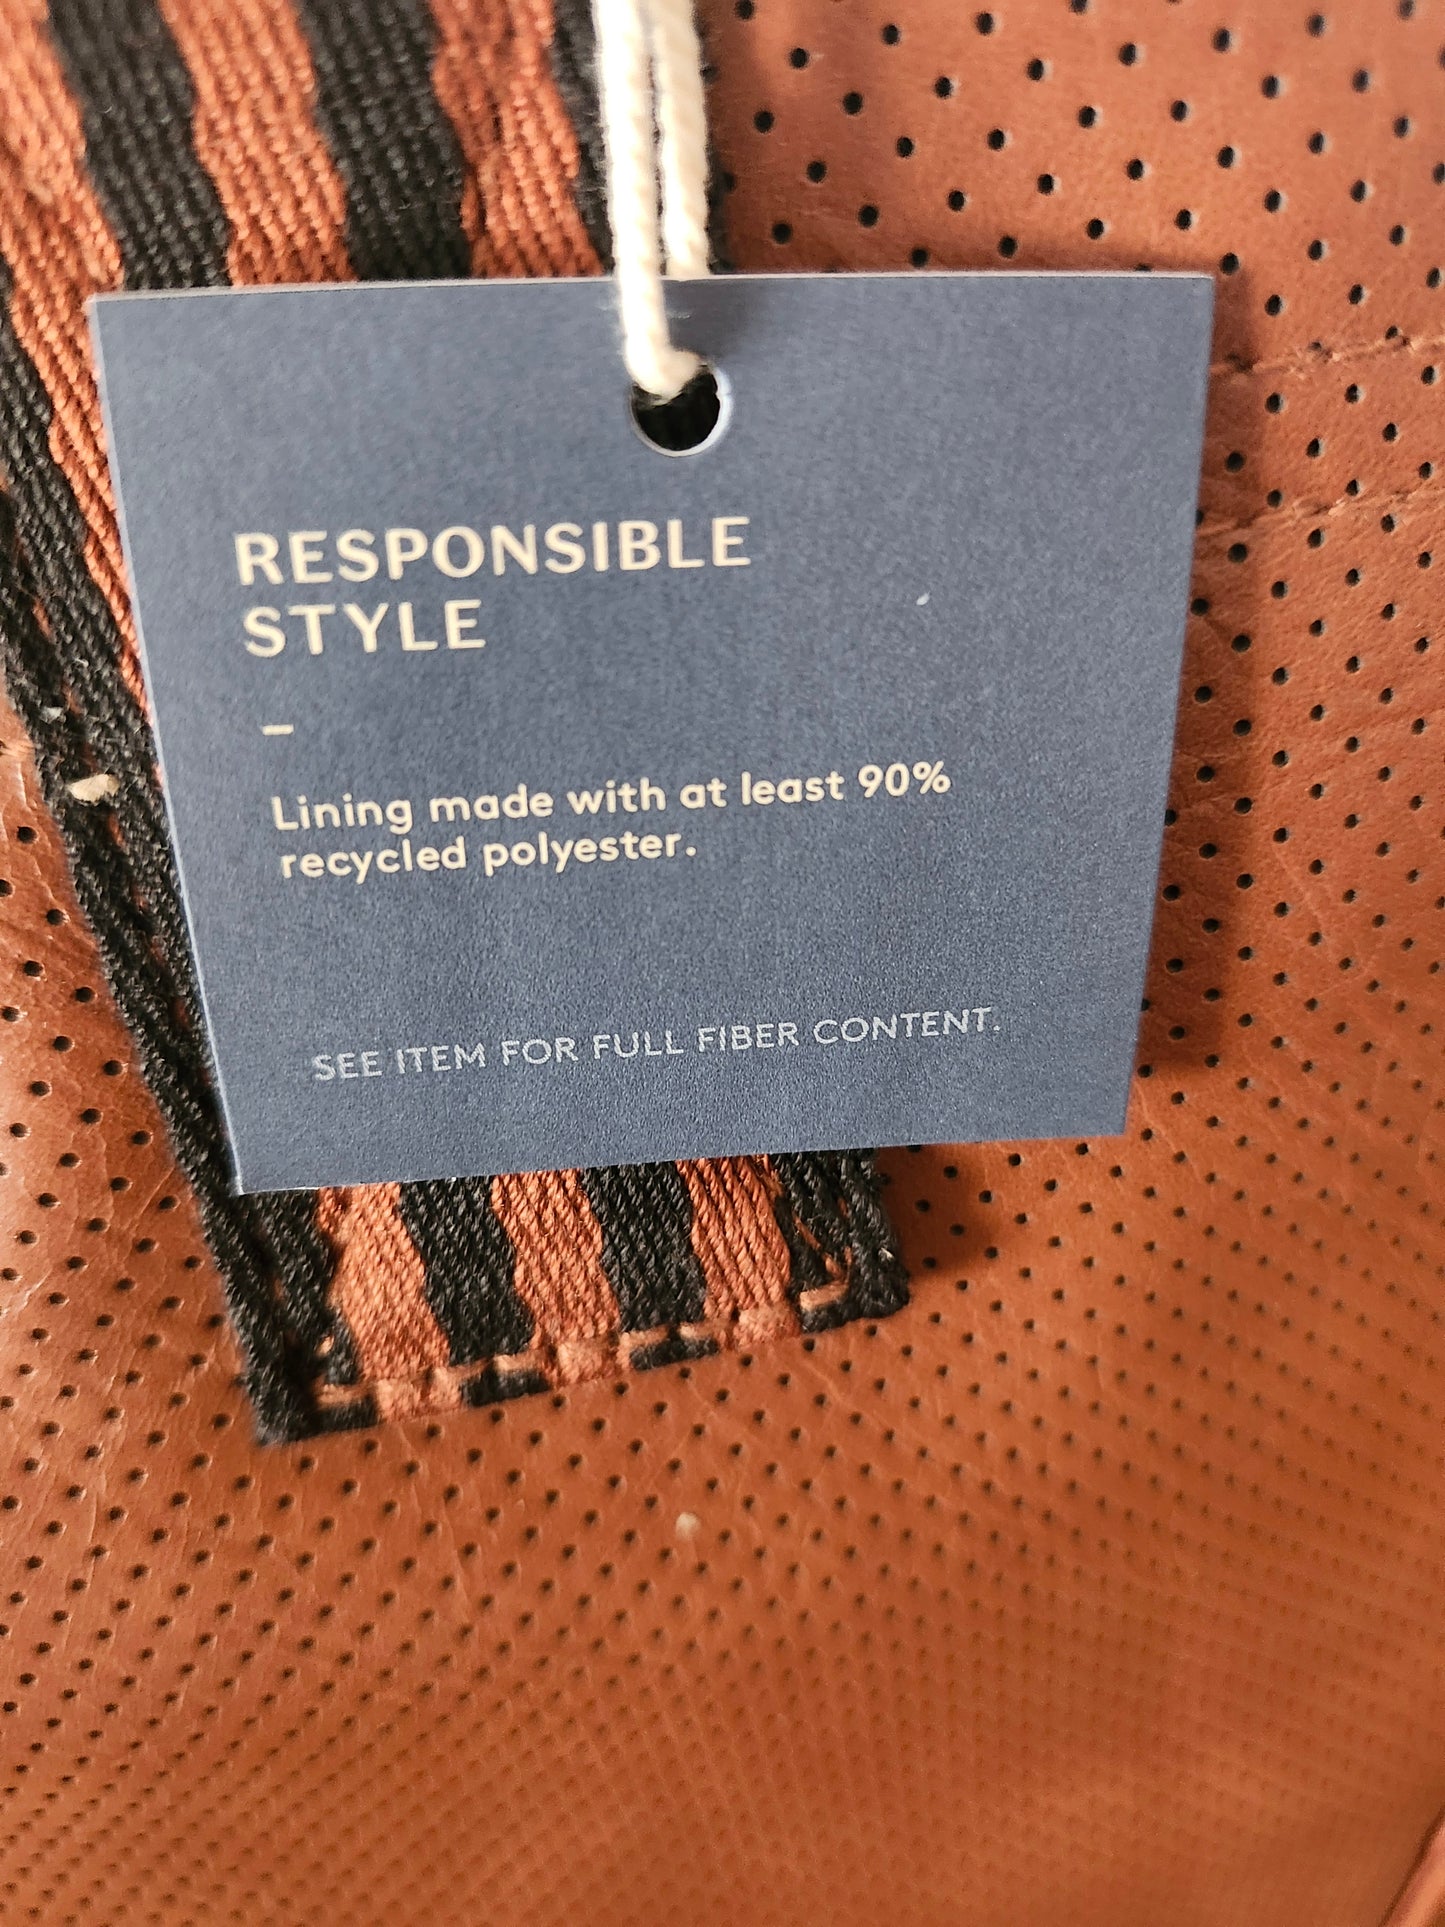 RESPONSIBLE
STYLE
–
Lining made with at least 90%
recycled polyester.
SEE ITEM FOR FULL FIBER CONTENT.